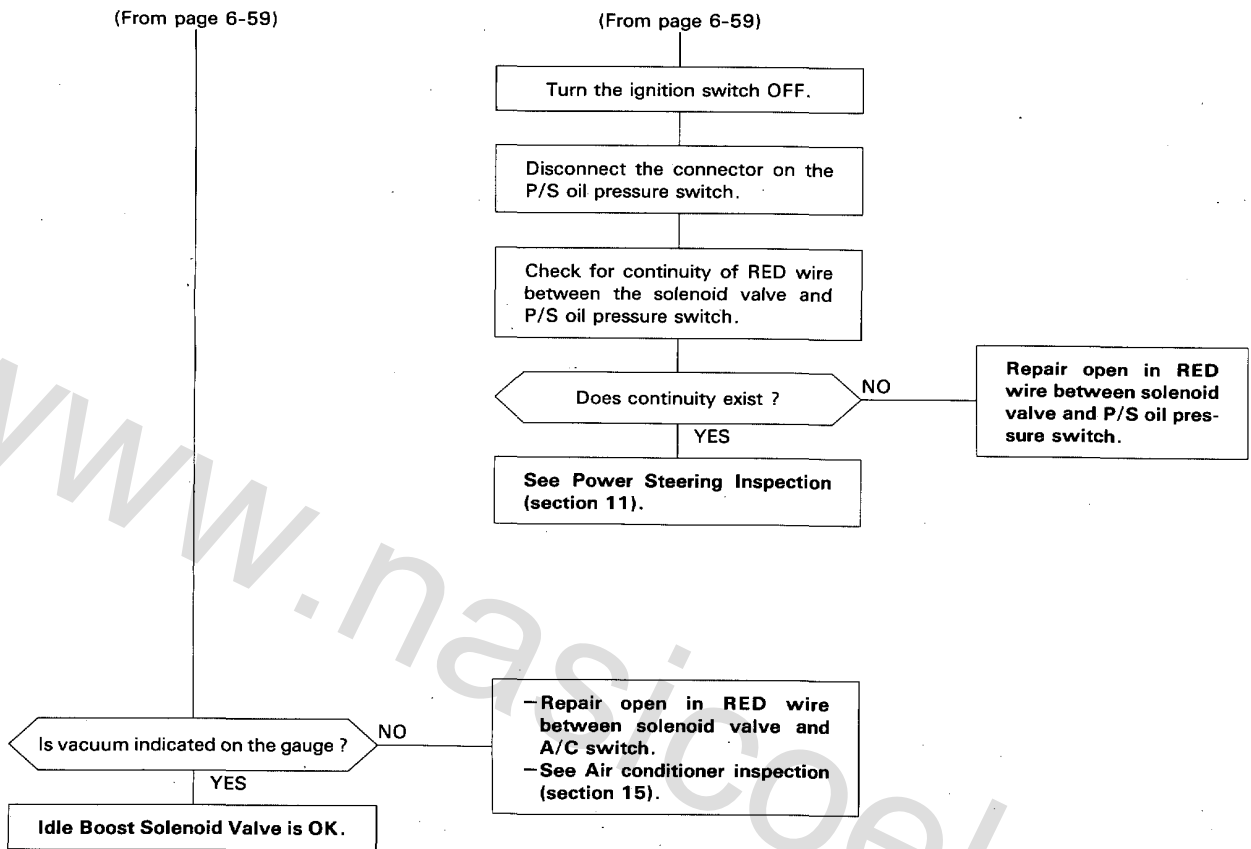 (From page 6-59)
(From page 6-59)
Turn the ignition switch OFF.
Disconnect the connector on the
P/S oil pressure switch.
Check for continuity of RED wire
between the solenoid valve and
P/S oil pressure switch.
Does continuity exist ?
NO
Repair open in RED
wire between solenoid
valve and P/S oil pres-
sure switch.
YES
See Power Steering Inspection
(section 11).
Is vacuum indicated on the gauge ?
NO
–Repair open in RED wire
between solenoid valve and
A/C switch.
–See Air conditioner inspection
(section 15).
YES
Idle Boost Solenoid Valve is OK.
www.nasicoel